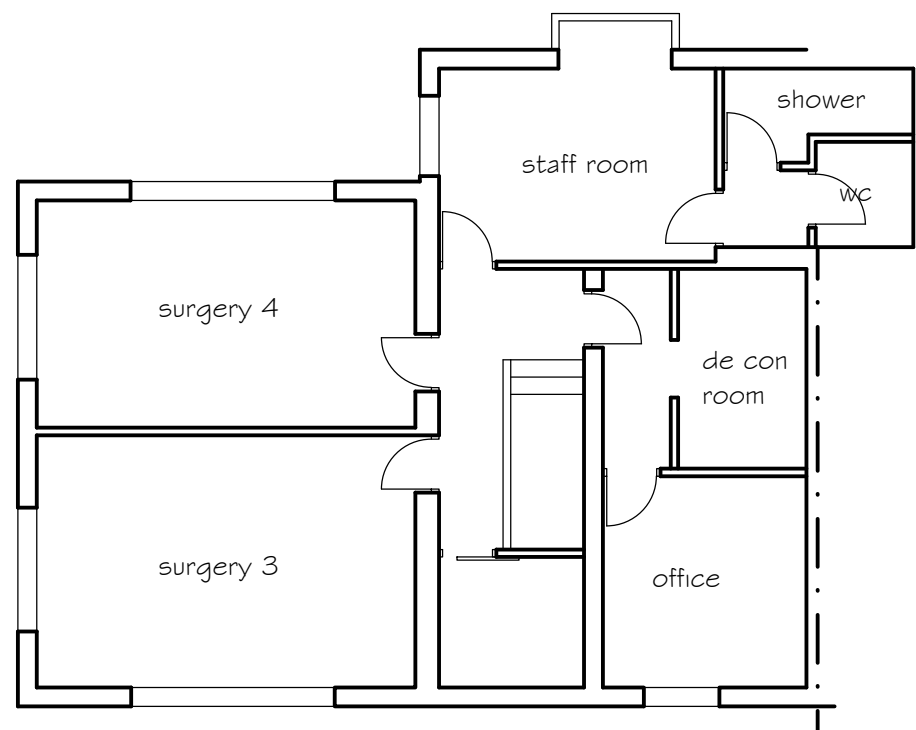 shower
staff room
wc
surgery 4
de con
room
surgery 3
office